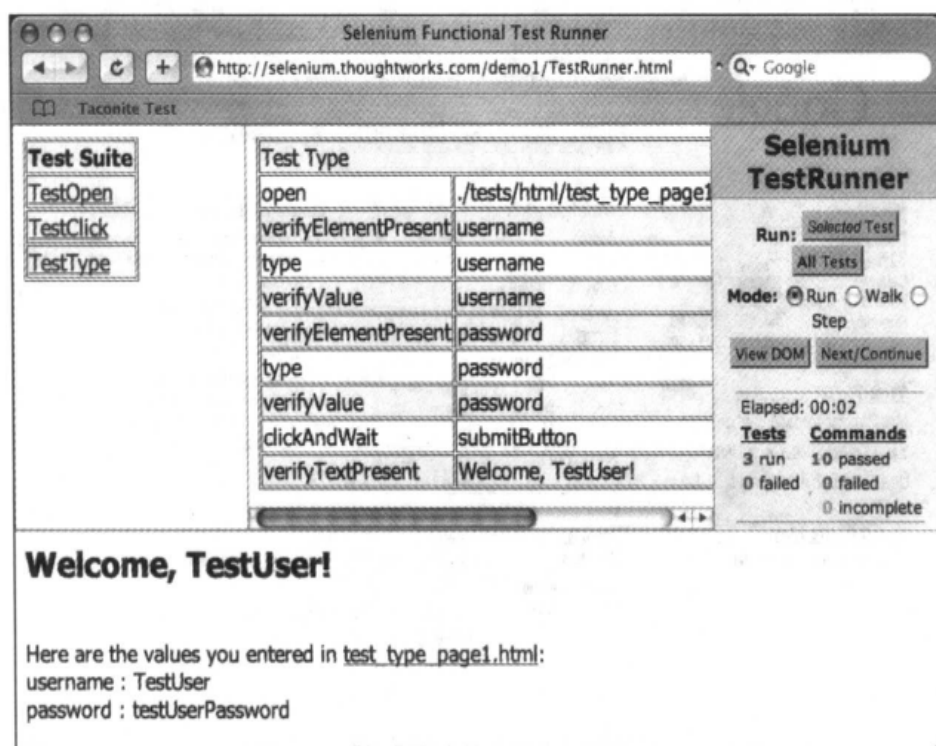 Selenium Functional Test Runner
http://selenium.thoughtworks.com/demo1/TestRunner.html
Google
Taconite Test
Test Suite
TestOpen
TestClick
TestType
Test Type
open ./tests/html/test_type_page1
verifyElementPresent username
type username
verifyValue username
verifyElementPresent password
type password
verifyValue password
clickAndWait submitButton
verifyTextPresent Welcome, TestUser!
Selenium
TestRunner
Run: Selected Test
All Tests
Mode: Run Walk
Step
View DOM Next/Continue
Elapsed: 00:02
Tests Commands
3 run 10 passed
0 failed 0 failed
0 incomplete
Welcome, TestUser!
Here are the values you entered in test_type_page1.html:
username : TestUser
password : testUserPassword